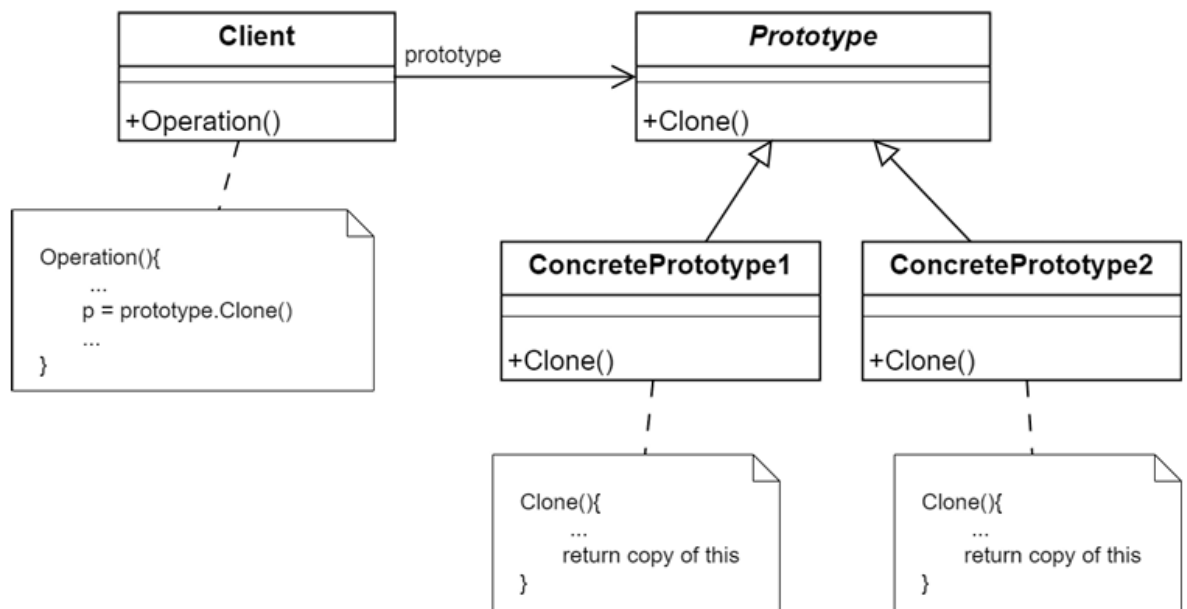 Client
+Operation()
prototype
Prototype
+Clone()
Operation(){
...
p = prototype.Clone()
...
}
ConcretePrototype1
+Clone()
ConcretePrototype2
+Clone()
Clone(){
...
return copy of this
}
Clone(){
...
return copy of this
}